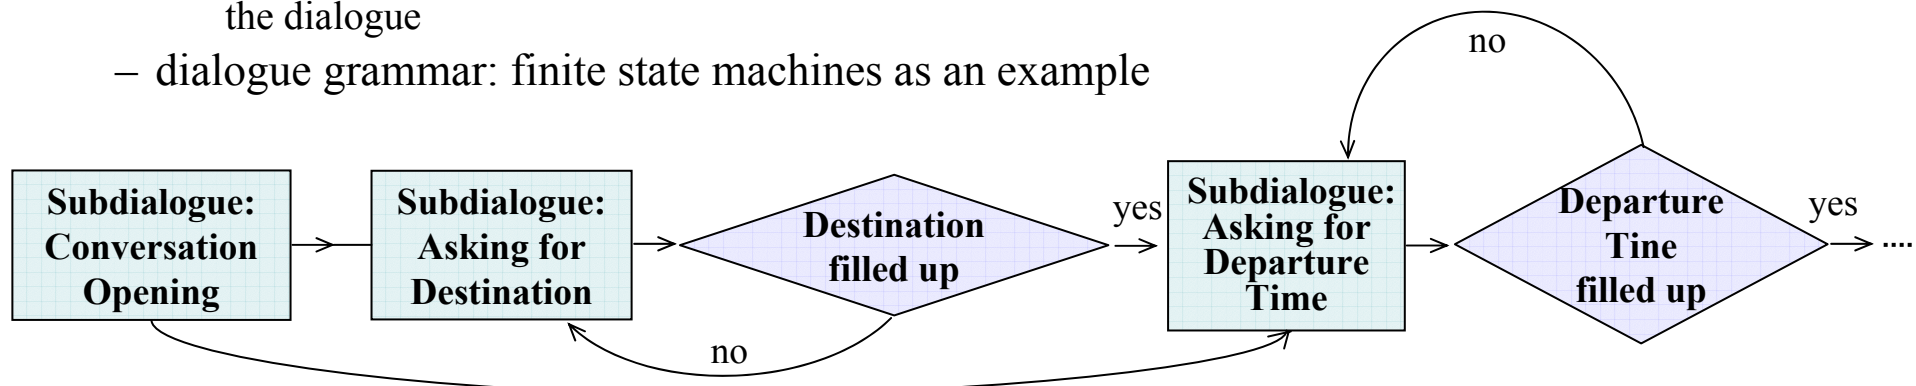 the dialogue
– dialogue grammar: finite state machines as an example
no
Subdialogue:
Conversation
Opening
Subdialogue:
Asking for
Destination
Destination
filled up
yes
Subdialogue:
Asking for
Departure
Time
Departure
Tine
filled up
yes
....
no